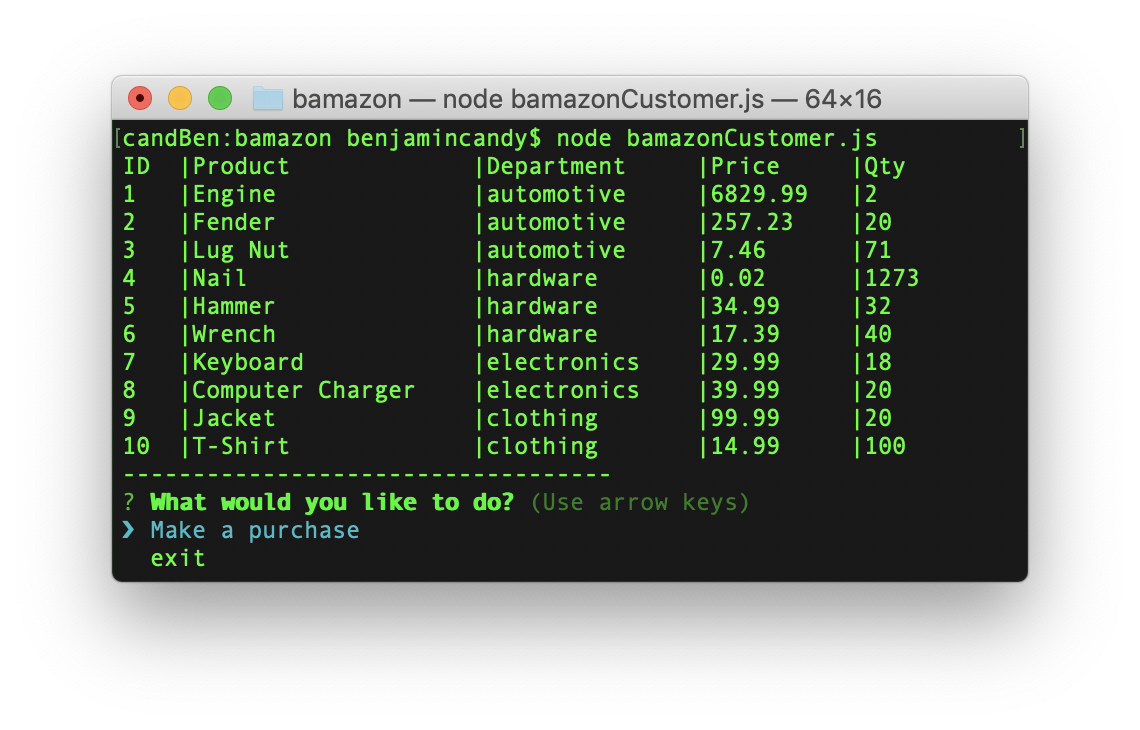 bamazon — node bamazonCustomer.js — 64×16
[candBen:bamazon benjamincandy$ node bamazonCustomer.js ]
ID |Product |Department |Price |Qty
1 |Engine |automotive |6829.99 |2
2 |Fender |automotive |257.23 |20
3 |Lug Nut |automotive |7.46 |71
4 |Nail |hardware |0.02 |1273
5 |Hammer |hardware |34.99 |32
6 |Wrench |hardware |17.39 |40
7 |Keyboard |electronics |29.99 |18
8 |Computer Charger |electronics |39.99 |20
9 |Jacket |clothing |99.99 |20
10 |T-Shirt |clothing |14.99 |100
-----------------------------------
? What would you like to do? (Use arrow keys)
❯ Make a purchase
exit